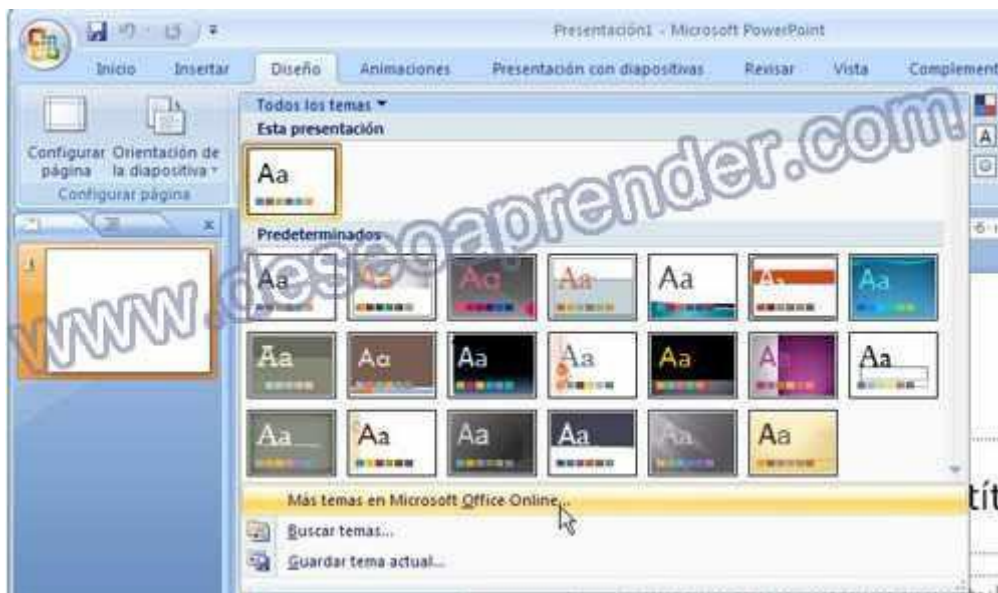 Presentación1 - Microsoft PowerPoint
Inicio Insertar Diseño Animaciones Presentación con diapositivas Revisar Vista Complement
Configurar página
Orientación de la diapositiva
Configurar página
Todos los temas
Esta presentación
Aa
Predeterminados
Aa Aa Aa Aa Aa Aa Aa
Aa Aa Aa Aa Aa Aa Aa
Aa Aa Aa Aa Aa Aa
Más temas en Microsoft Office Online...
Buscar temas...
Guardar tema actual...
1
tít
www.deseoaprender.com